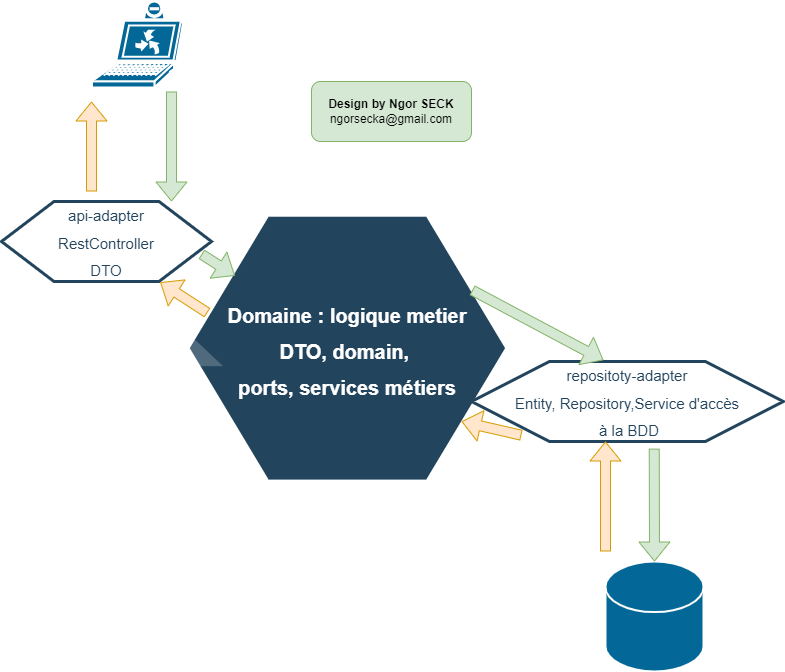 Design by Ngor SECK
ngorsecka@gmail.com
api-adapter
RestController
DTO
Domaine : logique metier
DTO, domain,
ports, services métiers
repositoty-adapter
Entity, Repository,Service d'accès
à la BDD